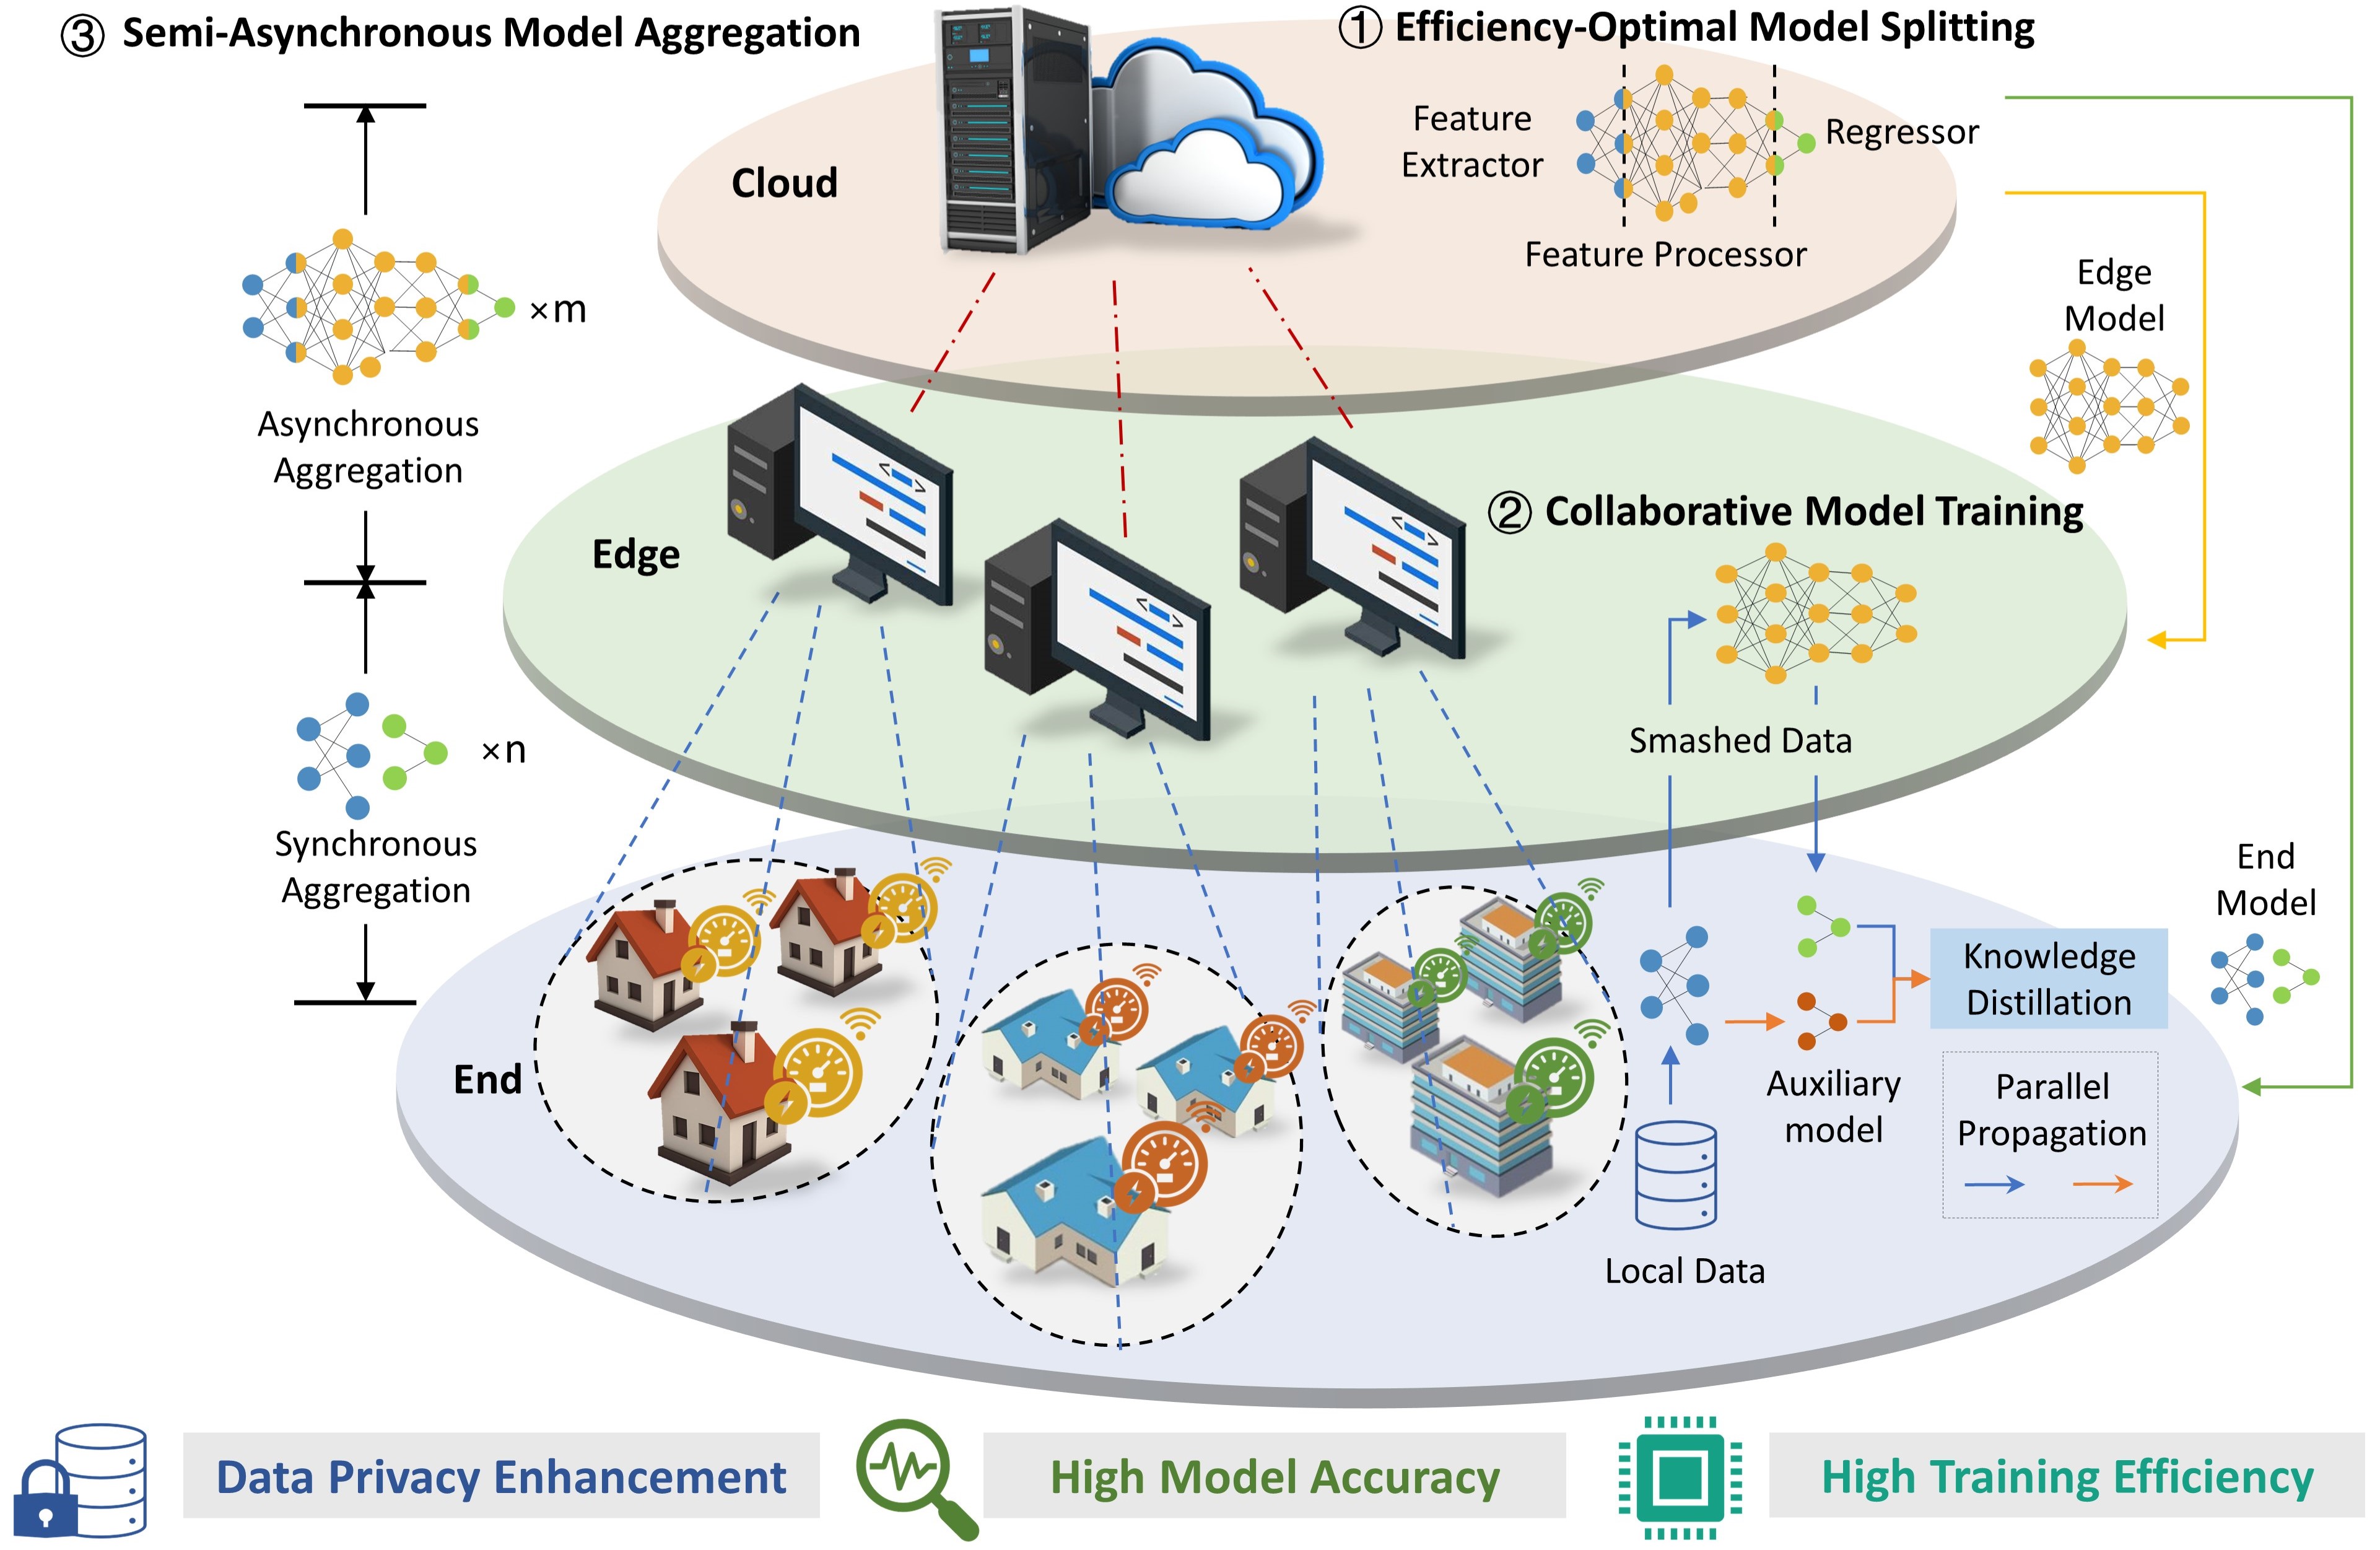 ③ Semi-Asynchronous Model Aggregation
① Efficiency-Optimal Model Splitting
Feature
Extractor
Regressor
Feature Processor
Cloud
×m
Asynchronous
Aggregation
Edge
Model
② Collaborative Model Training
Edge
Smashed Data
×n
Synchronous
Aggregation
End
Model
Knowledge
Distillation
End
Auxiliary
model
Parallel
Propagation
Local Data
Data Privacy Enhancement
High Model Accuracy
High Training Efficiency